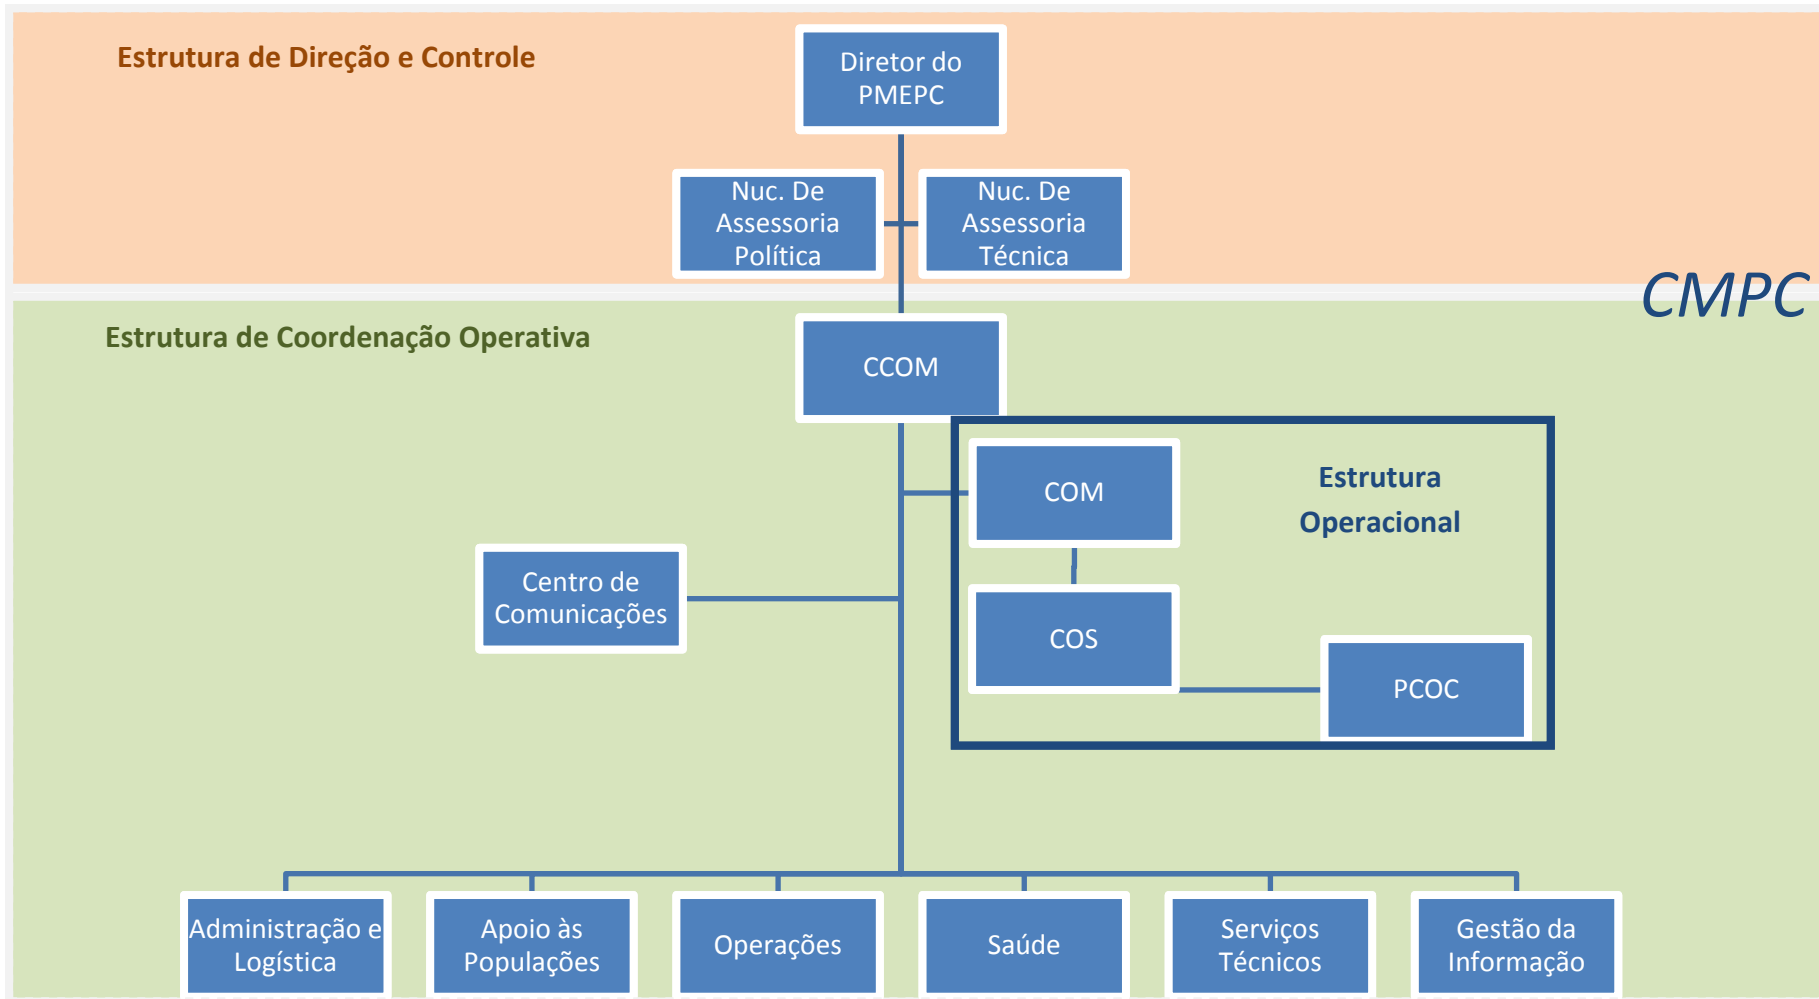 Estrutura de Direção e Controle
Diretor do
PMEPC
Nuc. De
Assessoria
Política
Nuc. De
Assessoria
Técnica
CMPC
Estrutura de Coordenação Operativa
CCOM
COM
Estrutura
Operacional
Centro de
Comunicações
COS
PCOC
Administração e
Logística
Apoio às
Populações
Operações
Saúde
Serviços
Técnicos
Gestão da
Informação